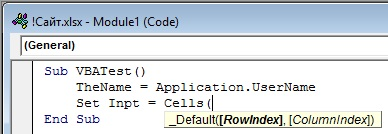 !Сайт.xlsx - Module1 (Code)
(General)
Sub VBATest()
TheName = Application.UserName
Set Inpt = Cells(
End Sub
_Default([RowIndex], [ColumnIndex])